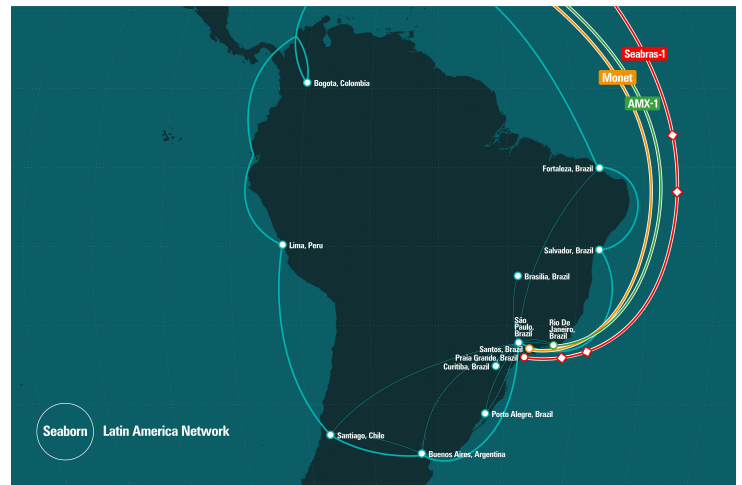 Seabras-1
Monet
AMX-1
Bogota, Colombia
Fortaleza, Brazil
Lima, Peru
Salvador, Brazil
Brasilia, Brazil
São
Paulo,
Brazil
Rio De
Janeiro,
Brazil
Santos, Brazil
Praia Grande, Brazil
Curitiba, Brazil
Porto Alegre, Brazil
Santiago, Chile
Buenos Aires, Argentina
Seaborn
Latin America Network